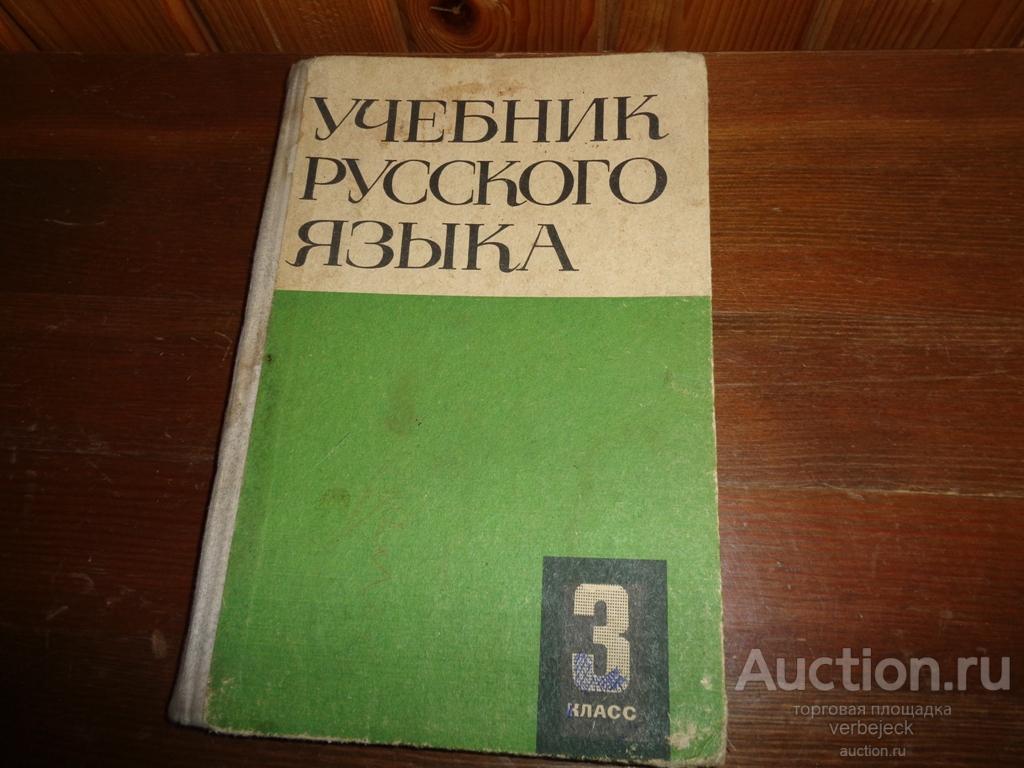 УЧЕБНИК
РУССКОГО
ЯЗЫКА
3
КЛАСС
Auction.ru
торговая площадка
verbejeck
auction.ru